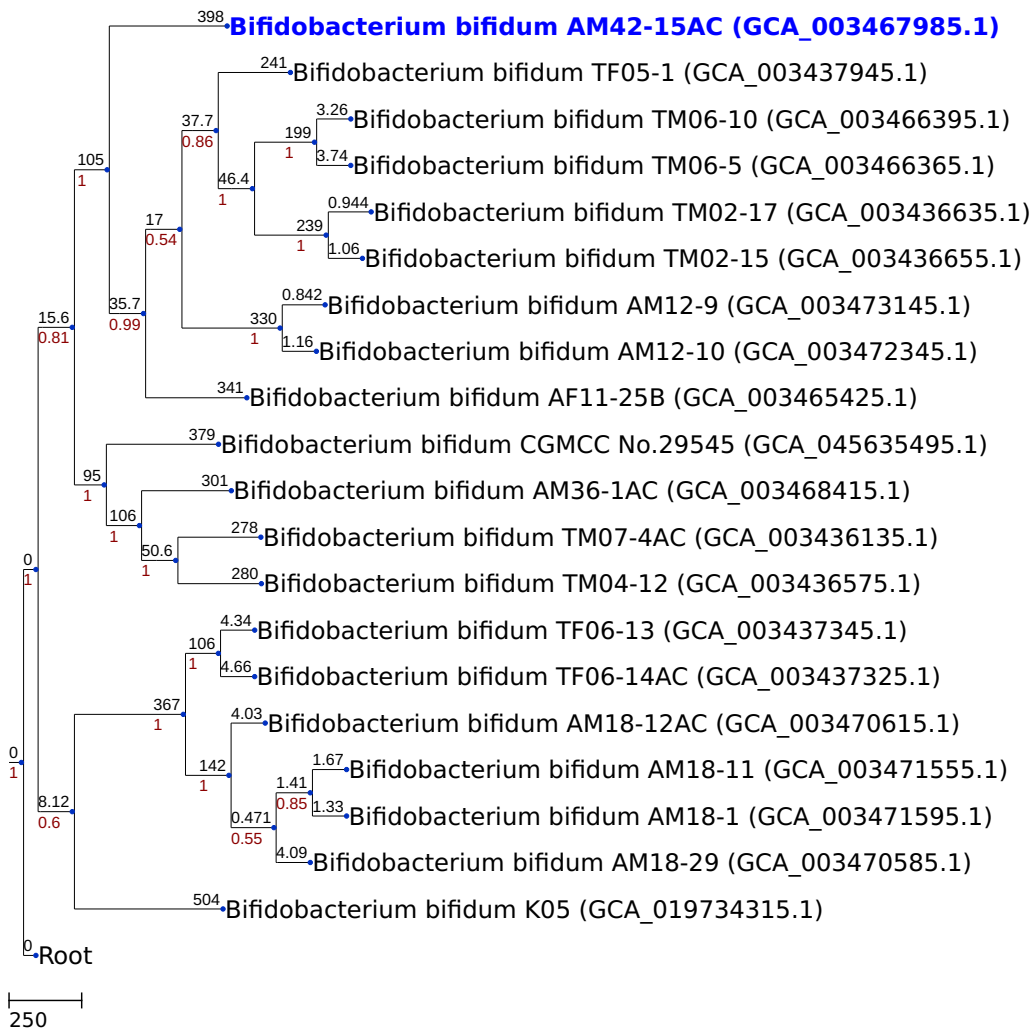 398
Bifidobacterium bifidum AM42-15AC (GCA_003467985.1)
241
Bifidobacterium bifidum TF05-1 (GCA_003437945.1)
37.7
0.86
3.26
Bifidobacterium bifidum TM06-10 (GCA_003466395.1)
199
1
3.74
Bifidobacterium bifidum TM06-5 (GCA_003466365.1)
105
1
46.4
1
0.944
Bifidobacterium bifidum TM02-17 (GCA_003436635.1)
17
0.54
239
1
1.06
Bifidobacterium bifidum TM02-15 (GCA_003436655.1)
35.7
0.99
0.842
Bifidobacterium bifidum AM12-9 (GCA_003473145.1)
15.6
0.81
330
1
1.16
Bifidobacterium bifidum AM12-10 (GCA_003472345.1)
341
Bifidobacterium bifidum AF11-25B (GCA_003465425.1)
379
Bifidobacterium bifidum CGMCC No.29545 (GCA_045635495.1)
95
1
301
Bifidobacterium bifidum AM36-1AC (GCA_003468415.1)
106
1
278
Bifidobacterium bifidum TM07-4AC (GCA_003436135.1)
50.6
1
280
Bifidobacterium bifidum TM04-12 (GCA_003436575.1)
0
1
4.34
Bifidobacterium bifidum TF06-13 (GCA_003437345.1)
106
1
4.66
Bifidobacterium bifidum TF06-14AC (GCA_003437325.1)
367
1
4.03
Bifidobacterium bifidum AM18-12AC (GCA_003470615.1)
0
1
142
1
1.67
Bifidobacterium bifidum AM18-11 (GCA_003471555.1)
1.41
0.85
8.12
0.6
1.33
Bifidobacterium bifidum AM18-1 (GCA_003471595.1)
0.471
0.55
4.09
Bifidobacterium bifidum AM18-29 (GCA_003470585.1)
504
Bifidobacterium bifidum K05 (GCA_019734315.1)
0
Root
250